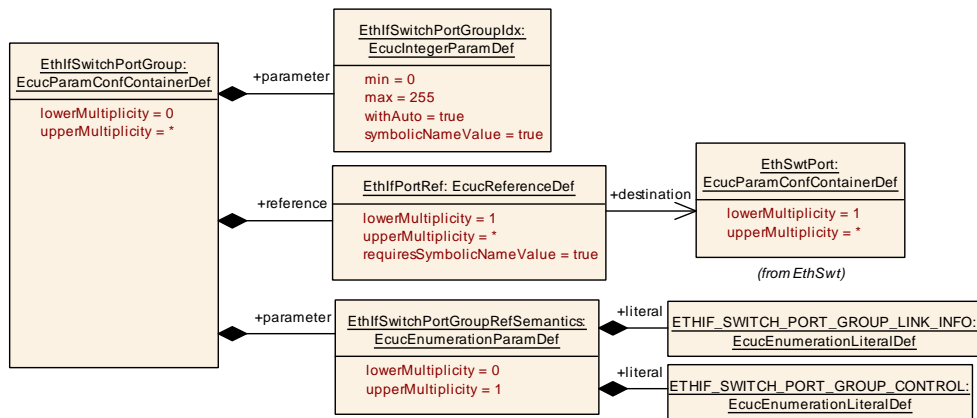 EthIfSwitchPortGroup:
EcucParamConfContainerDef
lowerMultiplicity = 0
upperMultiplicity = *
+parameter
EthIfSwitchPortGroupIdx:
EcucIntegerParamDef
min = 0
max = 255
withAuto = true
symbolicNameValue = true
+reference
EthIfPortRef: EcucReferenceDef
lowerMultiplicity = 1
upperMultiplicity = *
requiresSymbolicNameValue = true
+destination
EthSwtPort:
EcucParamConfContainerDef
lowerMultiplicity = 1
upperMultiplicity = *
(from EthSwt)
+parameter
EthIfSwitchPortGroupRefSemantics:
EcucEnumerationParamDef
lowerMultiplicity = 0
upperMultiplicity = 1
+literal
ETHIF_SWITCH_PORT_GROUP_LINK_INFO:
EcucEnumerationLiteralDef
+literal
ETHIF_SWITCH_PORT_GROUP_CONTROL:
EcucEnumerationLiteralDef